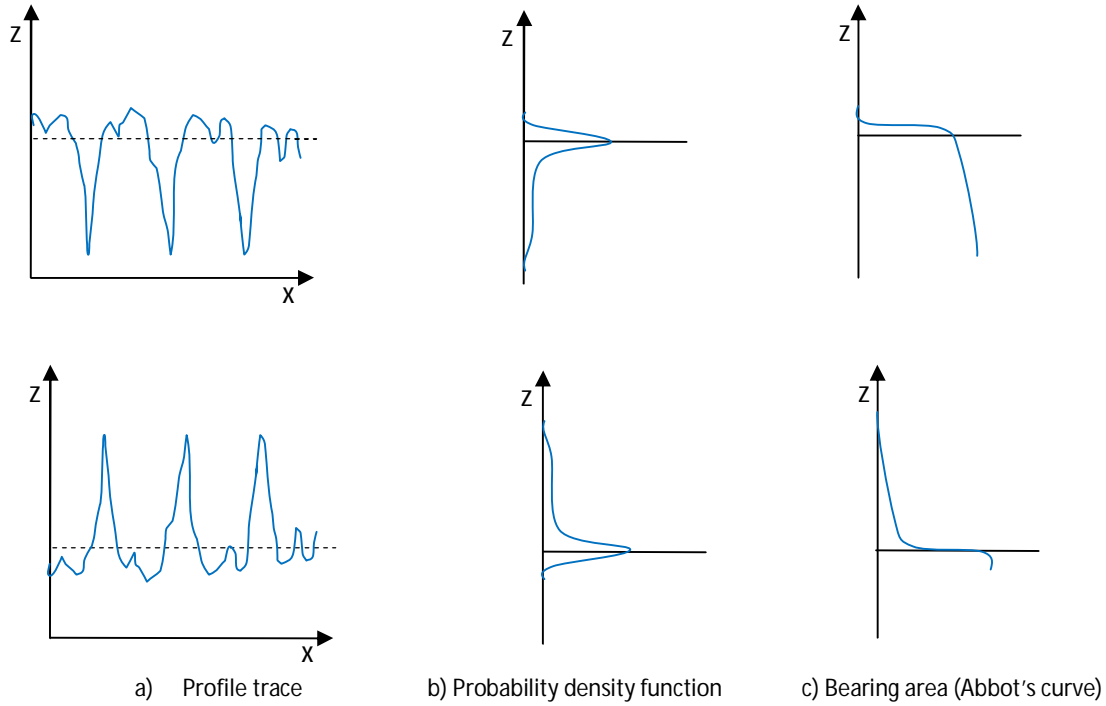 Z
Z
Z
X
Z
Z
Z
X
a) Profile trace
b) Probability density function
c) Bearing area (Abbot's curve)